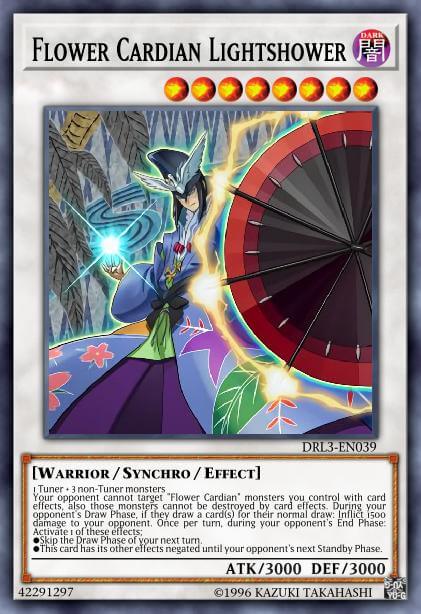 FLOWER CARDIAN LIGHTSHOWER
DARK
闇
DRL3-EN039
[WARRIOR / SYNCHRO / EFFECT]
1 Tuner + 3 non-Tuner monsters
Your opponent cannot target "Flower Cardian" monsters you control with card
effects, also those monsters cannot be destroyed by card effects. During your
opponent's Draw Phase, if they draw a card(s) for their normal draw: Inflict 1500
damage to your opponent. Once per turn, during your opponent's End Phase:
Activate 1 of these effects;
●Skip the Draw Phase of your next turn.
●This card has its other effects negated until your opponent's next Standby Phase.
ATK/3000 DEF/3000
42291297
©1996 KAZUKI TAKAHASHI